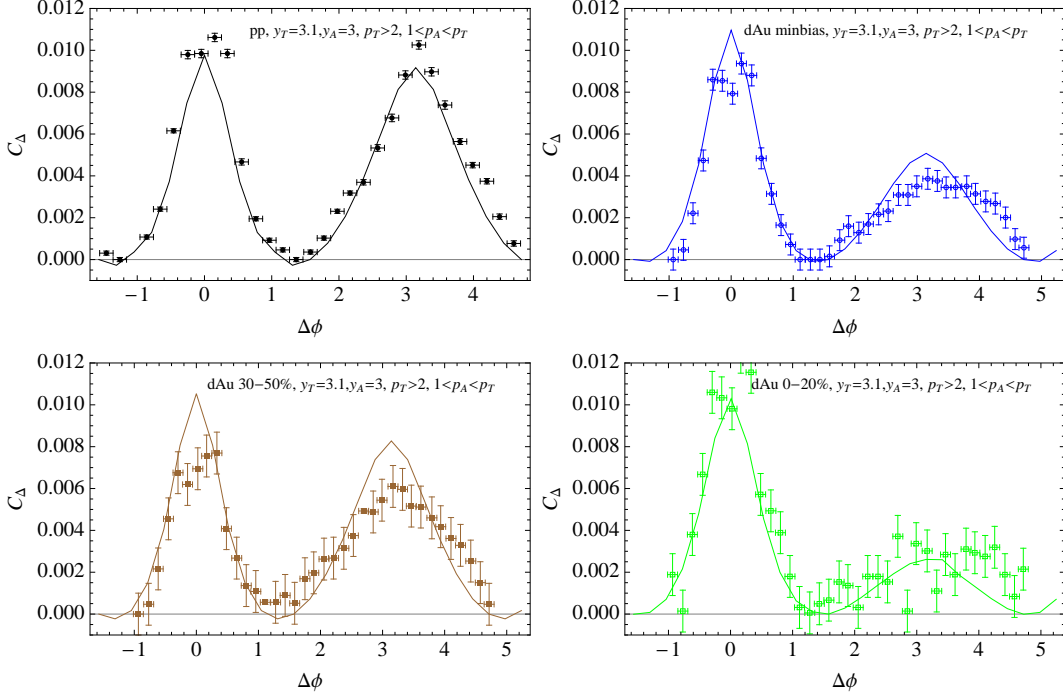 0.012
0.010
0.008
0.006
0.004
0.002
0.000
C_Δ
pp, y_T=3.1,y_A=3, p_T>2, 1<p_A<p_T
−1 0 1 2 3 4
Δϕ
0.012
0.010
0.008
0.006
0.004
0.002
0.000
C_Δ
dAu minbias, y_T=3.1,y_A=3, p_T>2, 1<p_A<p_T
−1 0 1 2 3 4 5
Δϕ
0.012
0.010
0.008
0.006
0.004
0.002
0.000
C_Δ
dAu 30−50%, y_T=3.1,y_A=3, p_T>2, 1<p_A<p_T
−1 0 1 2 3 4 5
Δϕ
0.012
0.010
0.008
0.006
0.004
0.002
0.000
C_Δ
dAu 0−20%, y_T=3.1,y_A=3, p_T>2, 1<p_A<p_T
−1 0 1 2 3 4 5
Δϕ